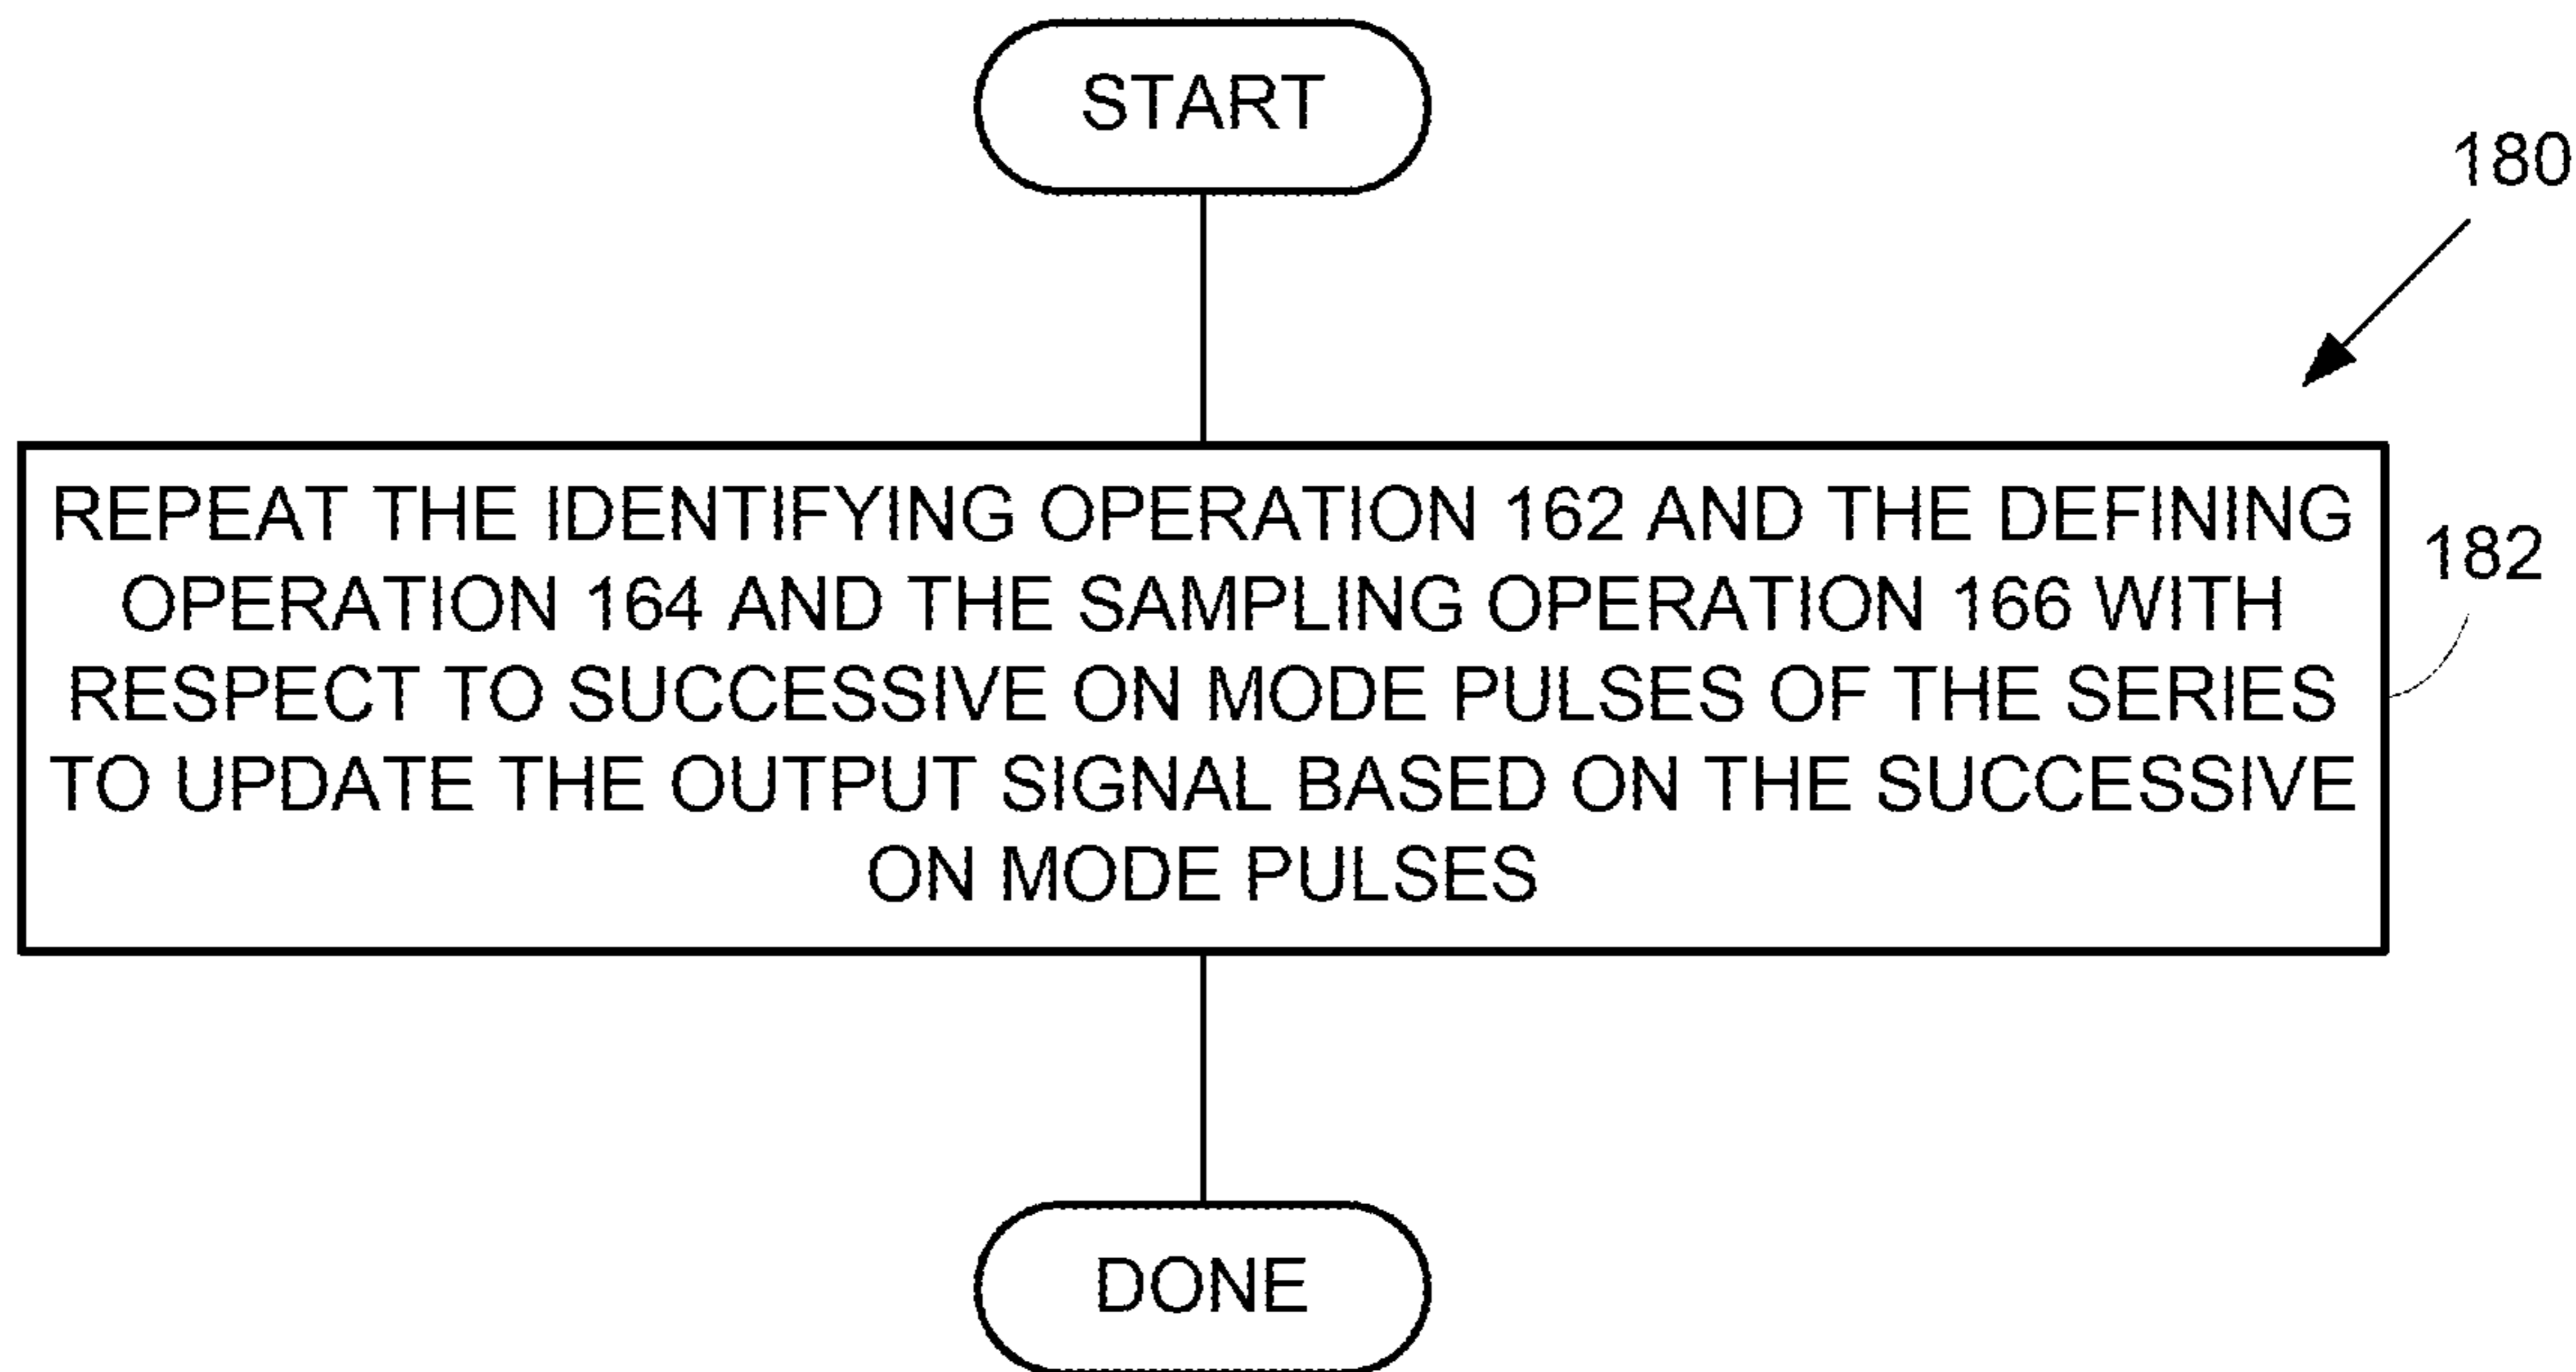 START
180
REPEAT THE IDENTIFYING OPERATION 162 AND THE DEFINING
OPERATION 164 AND THE SAMPLING OPERATION 166 WITH
RESPECT TO SUCCESSIVE ON MODE PULSES OF THE SERIES
TO UPDATE THE OUTPUT SIGNAL BASED ON THE SUCCESSIVE
ON MODE PULSES
182
DONE